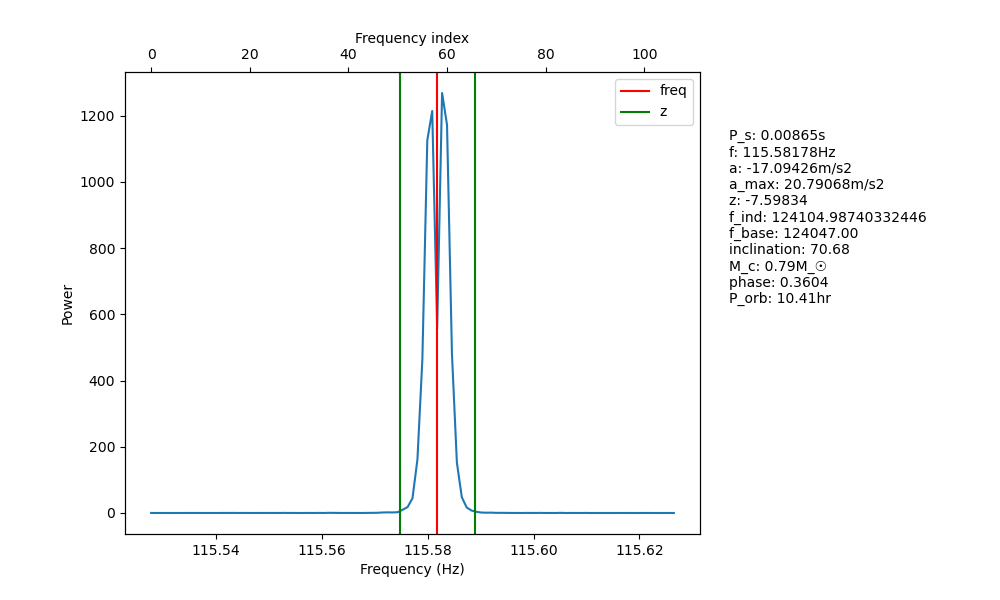 Frequency index
0 20 40 60 80 100
freq
z
1200
1000
800
600
400
200
0
Power
115.54 115.56 115.58 115.60 115.62
Frequency (Hz)
P_s: 0.00865s
f: 115.58178Hz
a: -17.09426m/s2
a_max: 20.79068m/s2
z: -7.59834
f_ind: 124104.98740332446
f_base: 124047.00
inclination: 70.68
M_c: 0.79M_☉
phase: 0.3604
P_orb: 10.41hr